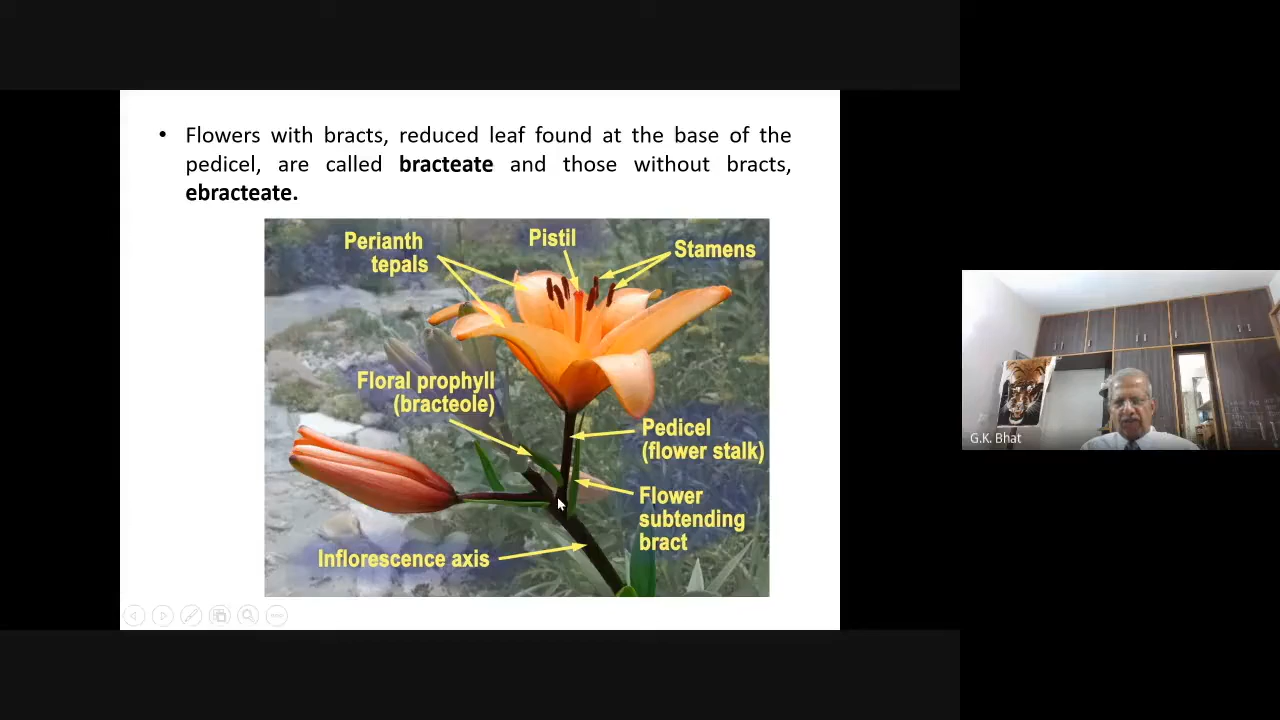 • Flowers with bracts, reduced leaf found at the base of the
pedicel, are called bracteate and those without bracts,
ebracteate.
Perianth
tepals
Pistil
Stamens
Floral prophyll
(bracteole)
Pedicel
(flower stalk)
Flower
subtending
bract
Inflorescence axis
G.K. Bhat